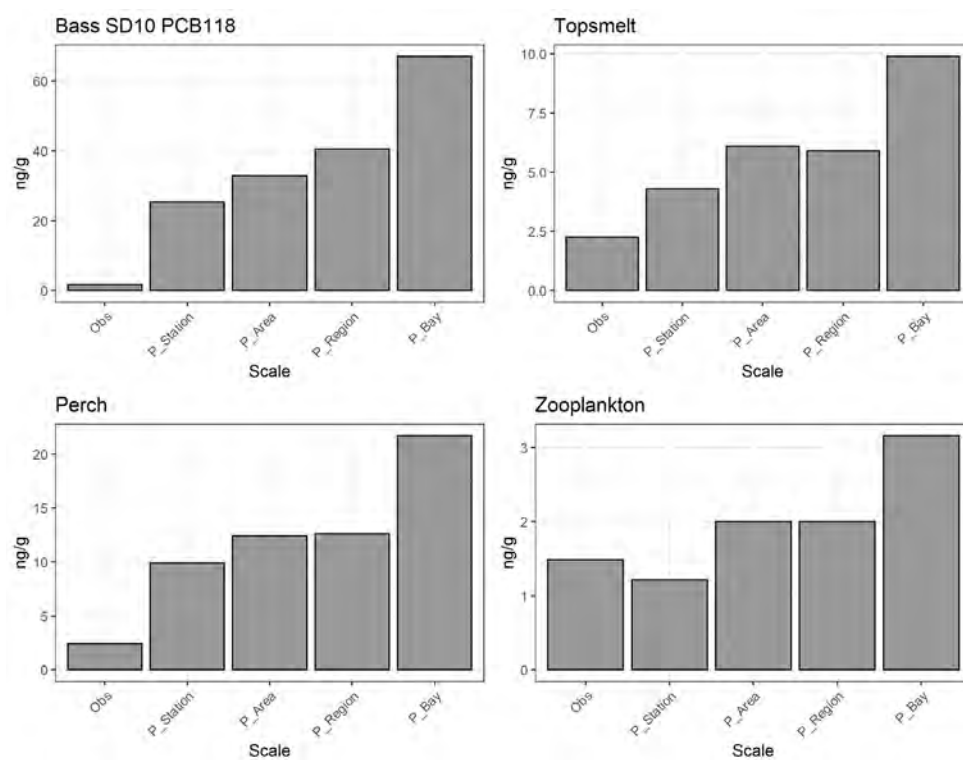 Bass SD10 PCB118
60
40
20
0
ng/g
Obs
P_Station
P_Area
P_Region
P_Bay
Scale
Topsmelt
10.0
7.5
5.0
2.5
0.0
ng/g
Obs
P_Station
P_Area
P_Region
P_Bay
Scale
Perch
20
15
10
5
0
ng/g
Obs
P_Station
P_Area
P_Region
P_Bay
Scale
Zooplankton
3
2
1
0
ng/g
Obs
P_Station
P_Area
P_Region
P_Bay
Scale